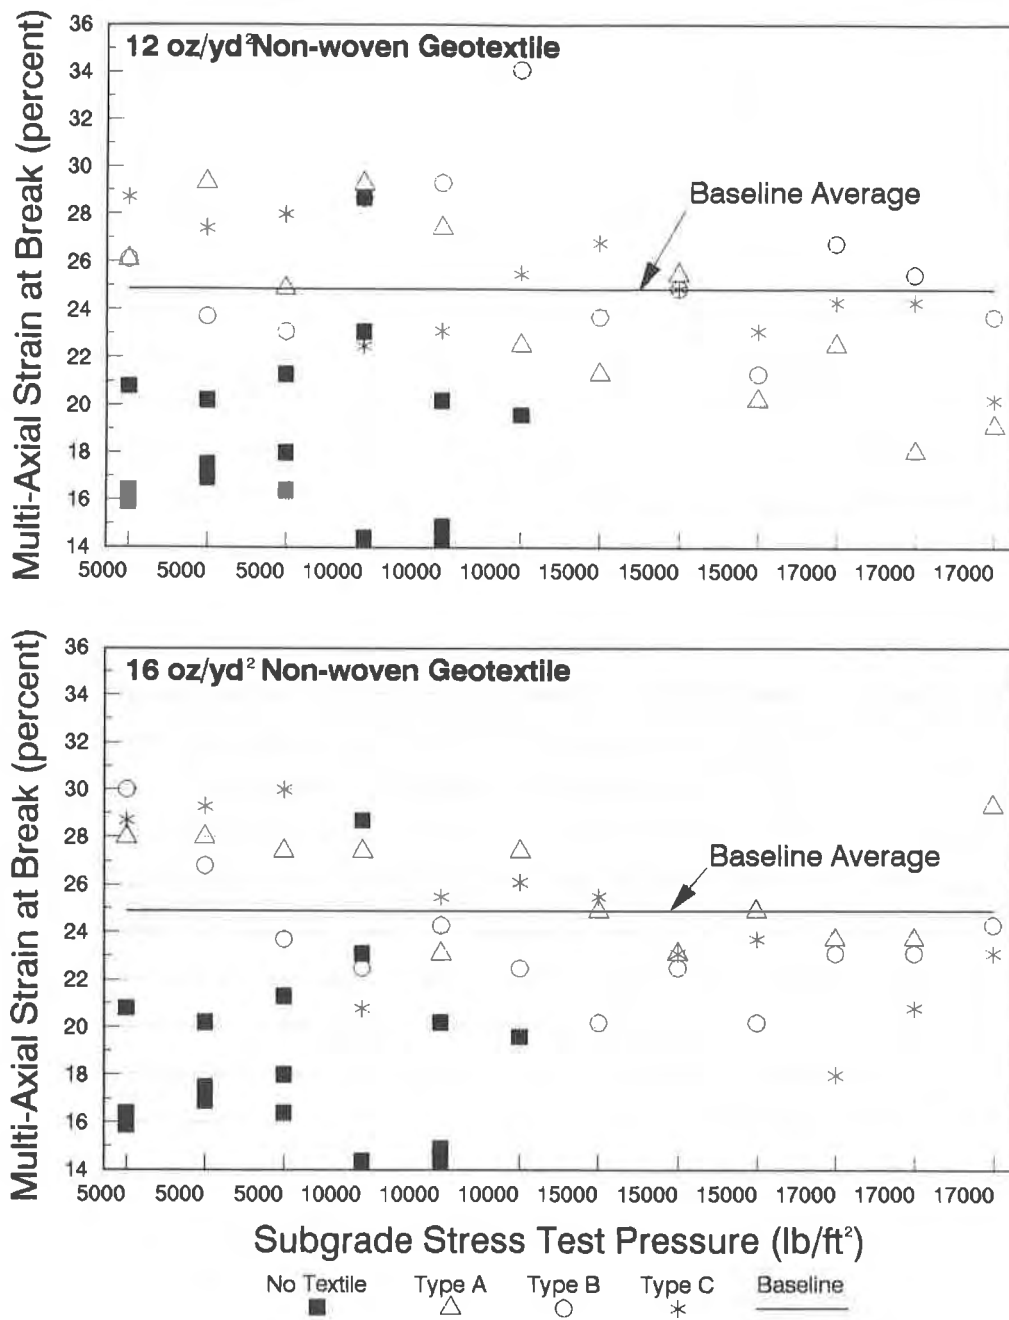 12 oz/yd² Non-woven Geotextile
Multi-Axial Strain at Break (percent)
36
34
32
30
28
26
24
22
20
18
16
14
Baseline Average
5000 5000 5000 10000 10000 10000 15000 15000 15000 17000 17000 17000
16 oz/yd² Non-woven Geotextile
Multi-Axial Strain at Break (percent)
36
34
32
30
28
26
24
22
20
18
16
14
Baseline Average
5000 5000 5000 10000 10000 10000 15000 15000 15000 17000 17000 17000
Subgrade Stress Test Pressure (lb/ft²)
No Textile Type A Type B Type C Baseline